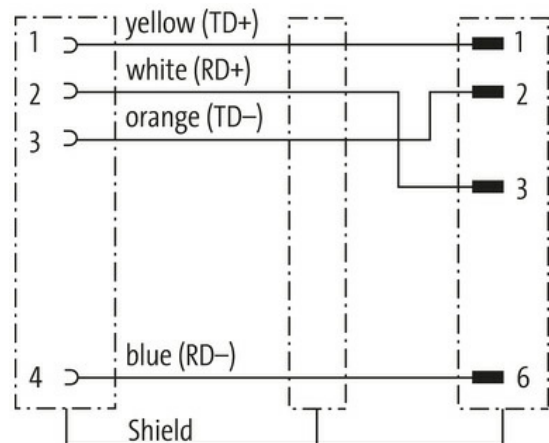 1 yellow (TD+) 1
2 white (RD+) 2
3 orange (TD–)
3
4 blue (RD–) 6
Shield